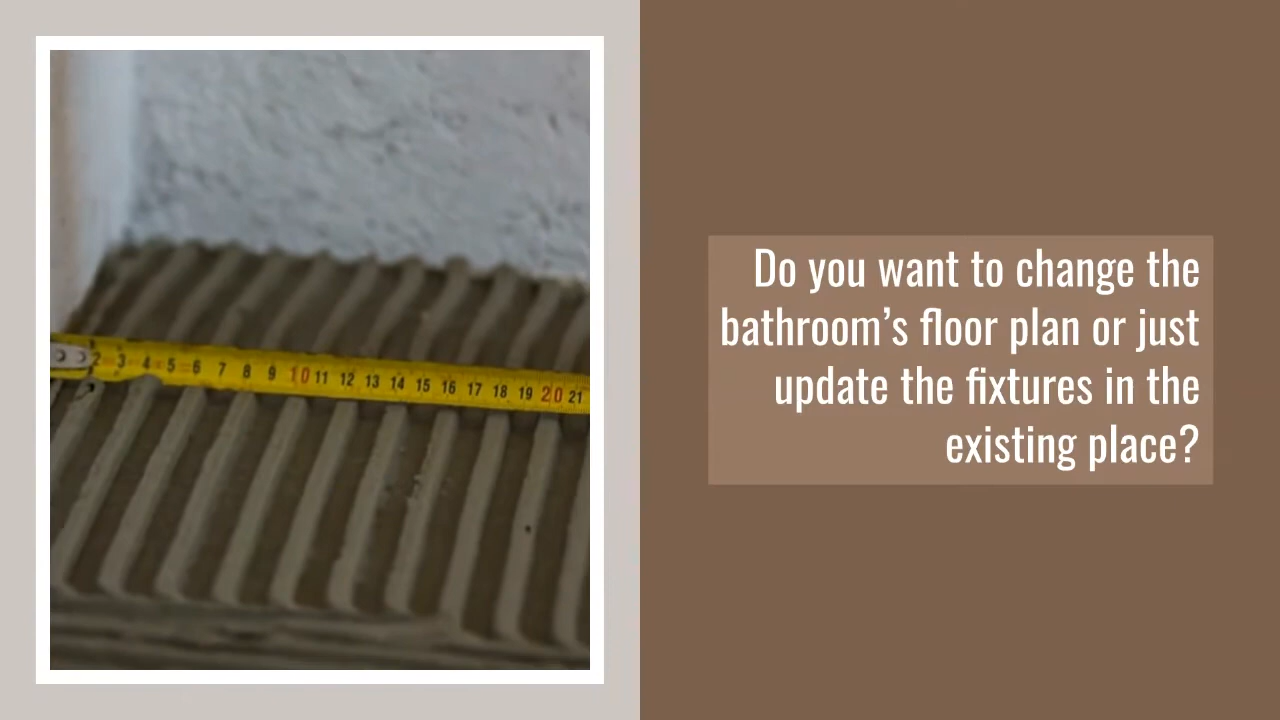 2 3 4 5 6 7 8 9 10 11 12 13 14 15 16 17 18 19 20 21
Do you want to change the
bathroom’s floor plan or just
update the fixtures in the
existing place?